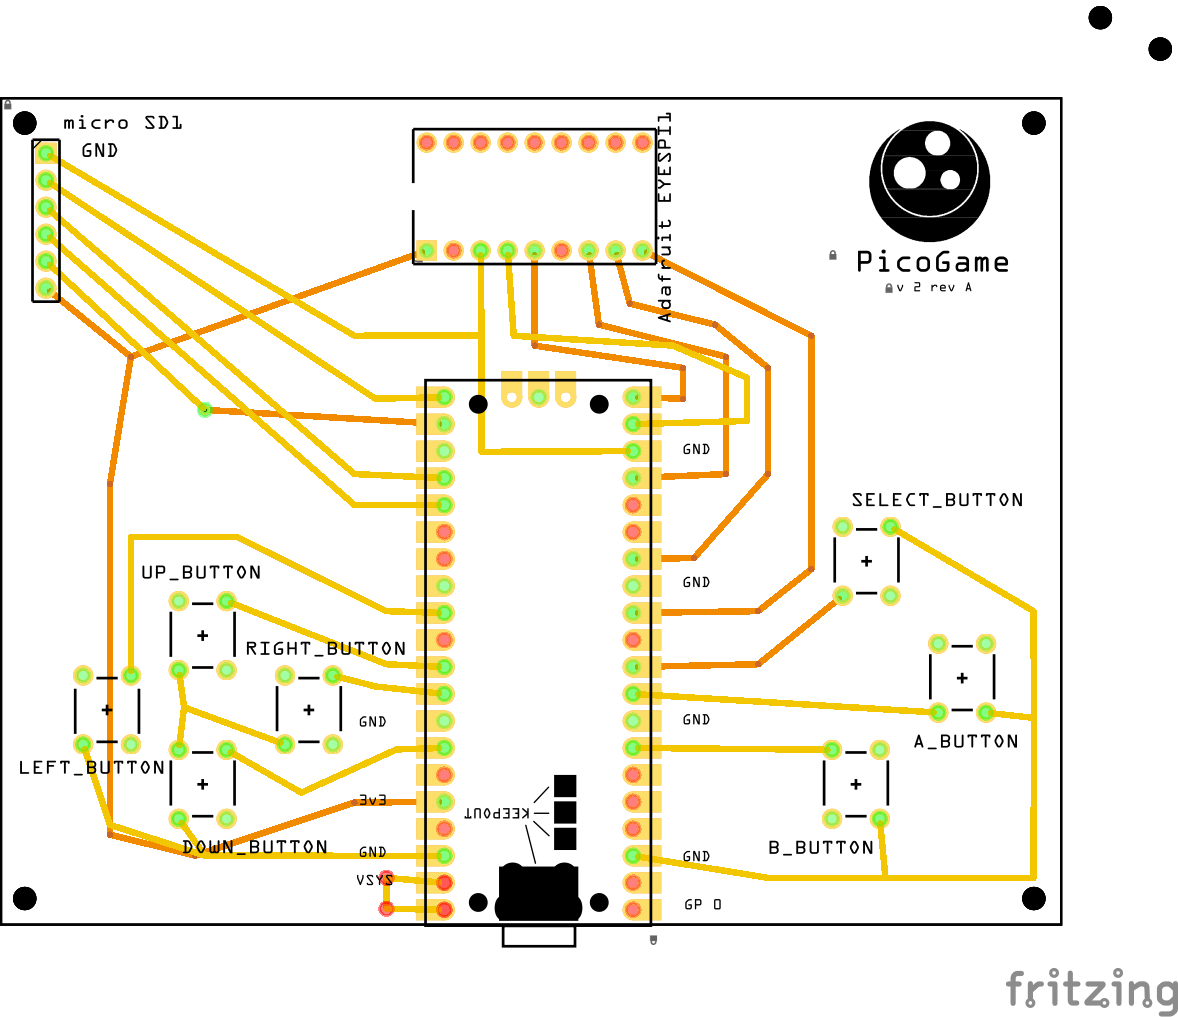 micro SD1
GND
Adafruit EYESPI1
PicoGame
v 2 rev A
GND
SELECT_BUTTON
UP_BUTTON
GND
RIGHT_BUTTON
GND
GND
A_BUTTON
LEFT_BUTTON
3v3
KEEPOUT
DOWN_BUTTON
GND
GND
B_BUTTON
VSYS
GP 0
fritzing